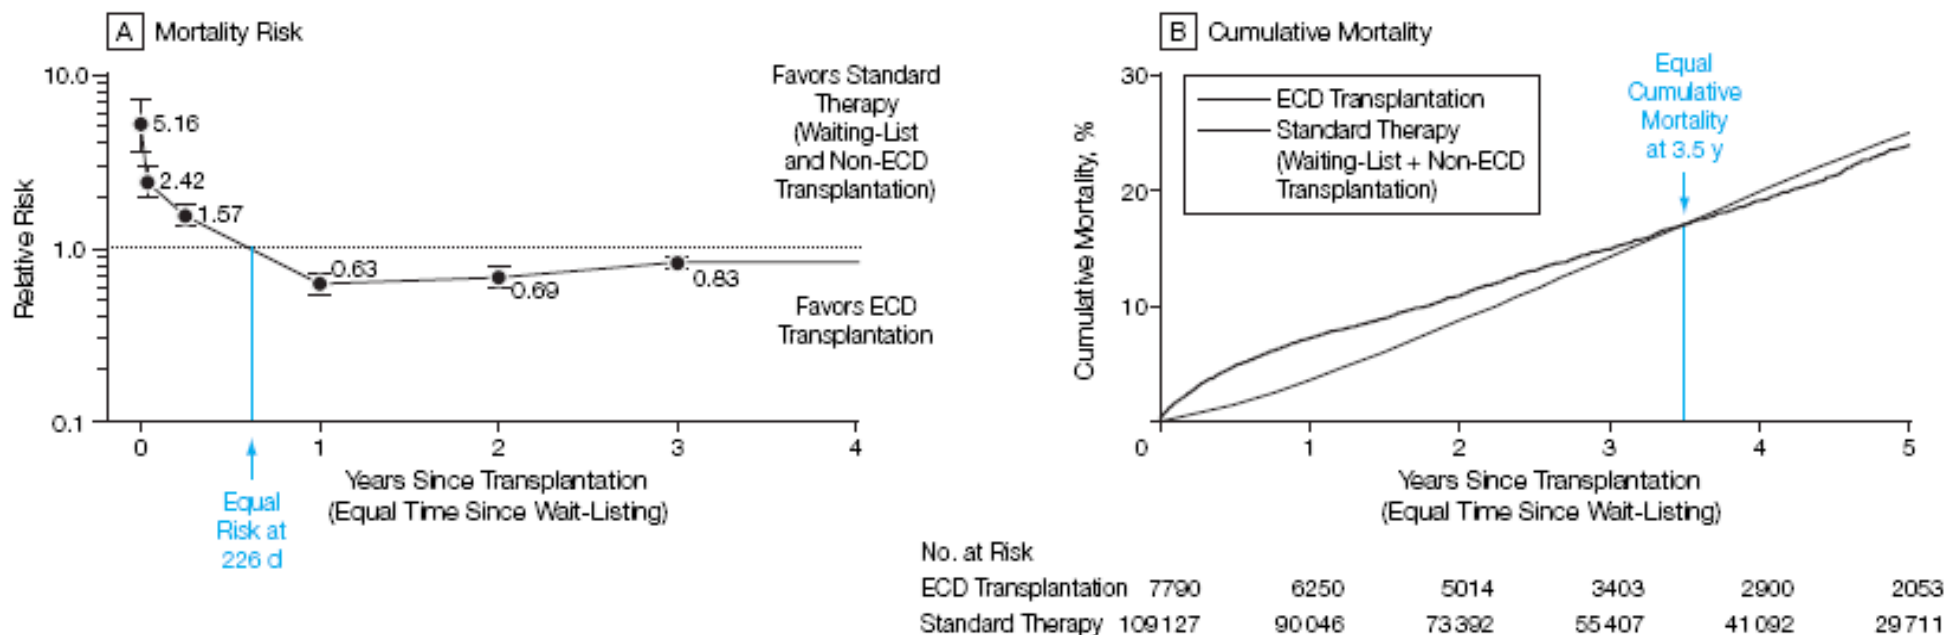 A Mortality Risk
10.0
1.0
0.1
Relative Risk
5.16
2.42
1.57
0.63
0.69
0.83
Favors Standard
Therapy
(Waiting-List
and Non-ECD
Transplantation)
Favors ECD
Transplantation
0 1 2 3 4
Years Since Transplantation
(Equal Time Since Wait-Listing)
Equal
Risk at
226 d
B Cumulative Mortality
30
20
10
Cumulative Mortality, %
ECD Transplantation
Standard Therapy
(Waiting-List + Non-ECD
Transplantation)
Equal
Cumulative
Mortality
at 3.5 y
0 1 2 3 4 5
Years Since Transplantation
(Equal Time Since Wait-Listing)
No. at Risk
ECD Transplantation 7790 6250 5014 3403 2900 2053
Standard Therapy 109127 90046 73392 55407 41092 29711